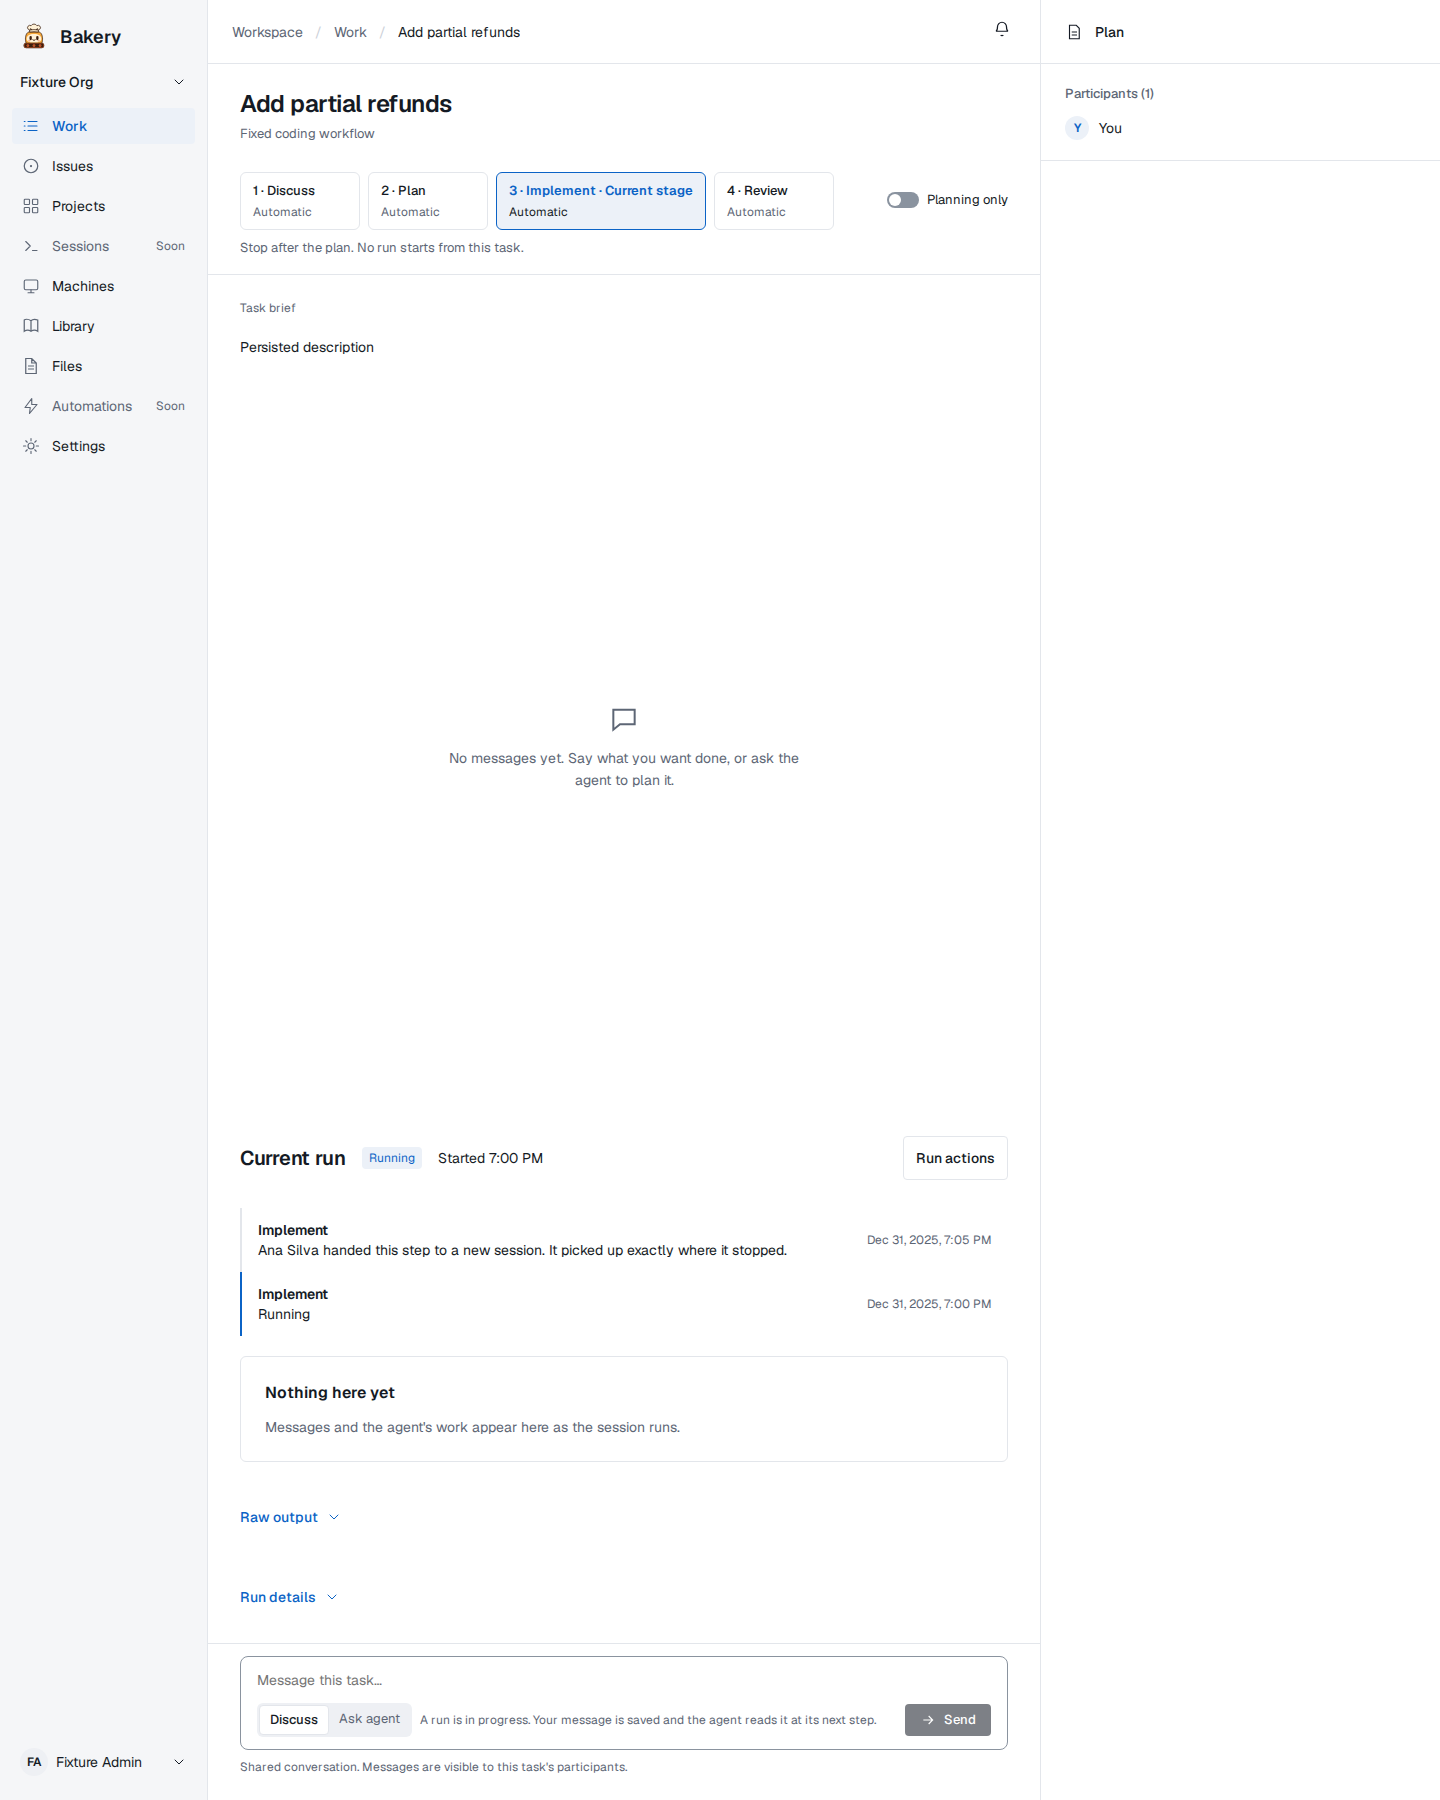 Bakery
Fixture Org
Work
Issues
Projects
Sessions Soon
Machines
Library
Files
Automations Soon
Settings
FA Fixture Admin
Workspace / Work / Add partial refunds
Add partial refunds
Fixed coding workflow
1 · Discuss
Automatic
2 · Plan
Automatic
3 · Implement · Current stage
Automatic
4 · Review
Automatic
Planning only
Stop after the plan. No run starts from this task.
Task brief
Persisted description
No messages yet. Say what you want done, or ask the
agent to plan it.
Current run Running Started 7:00 PM Run actions
Implement
Ana Silva handed this step to a new session. It picked up exactly where it stopped.
Dec 31, 2025, 7:05 PM
Implement
Running
Dec 31, 2025, 7:00 PM
Nothing here yet
Messages and the agent's work appear here as the session runs.
Raw output
Run details
Message this task...
Discuss Ask agent A run is in progress. Your message is saved and the agent reads it at its next step. Send
Shared conversation. Messages are visible to this task's participants.
Plan
Participants (1)
Y You